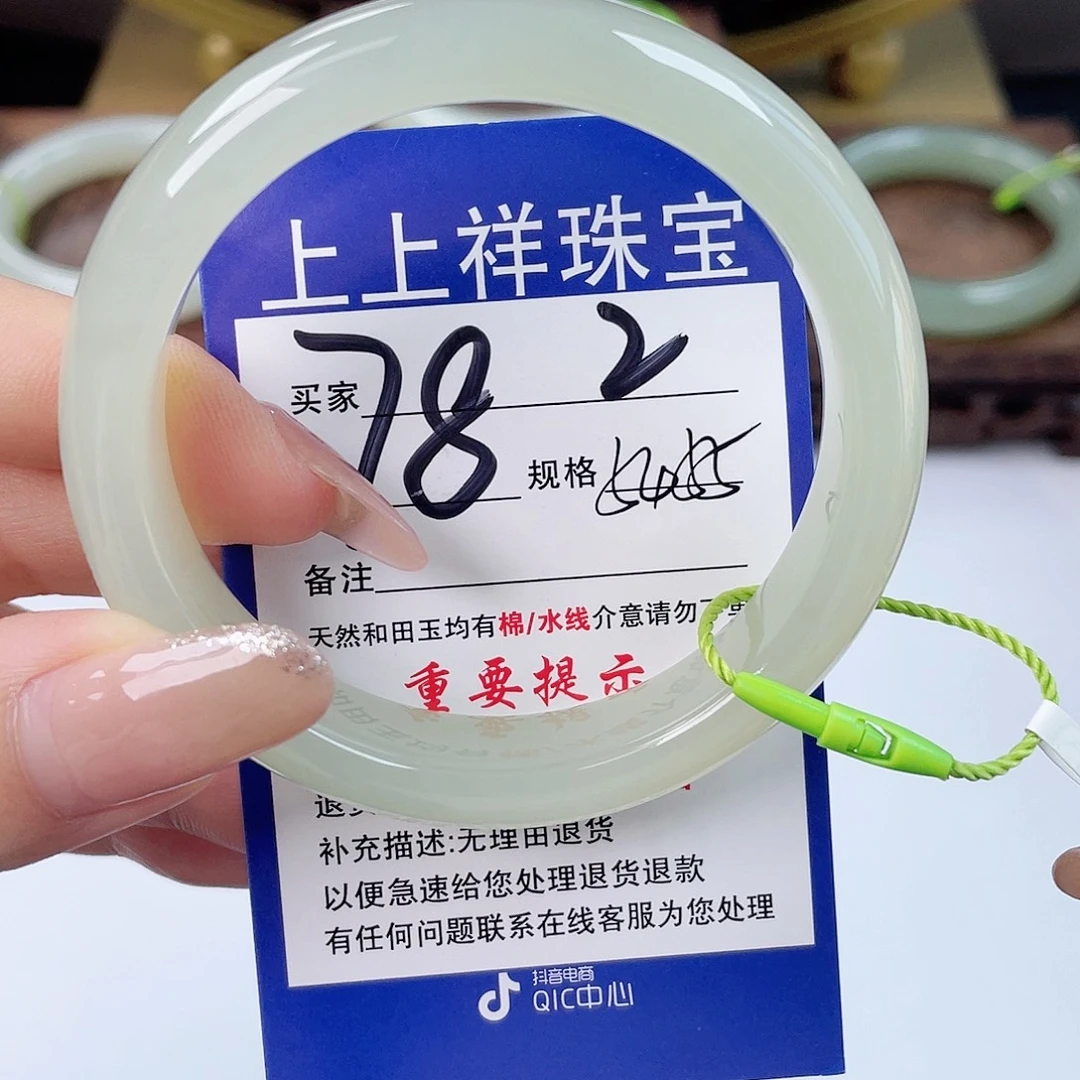 上上祥珠宝
2
买家
78
规格
备注
天然和田玉均有棉/水线介意请勿
重要提示
补充描述:无理由退货
以便急速给您处理退货退款
有任何问题联系在线客服为您处理
抖音电商
QIC中心